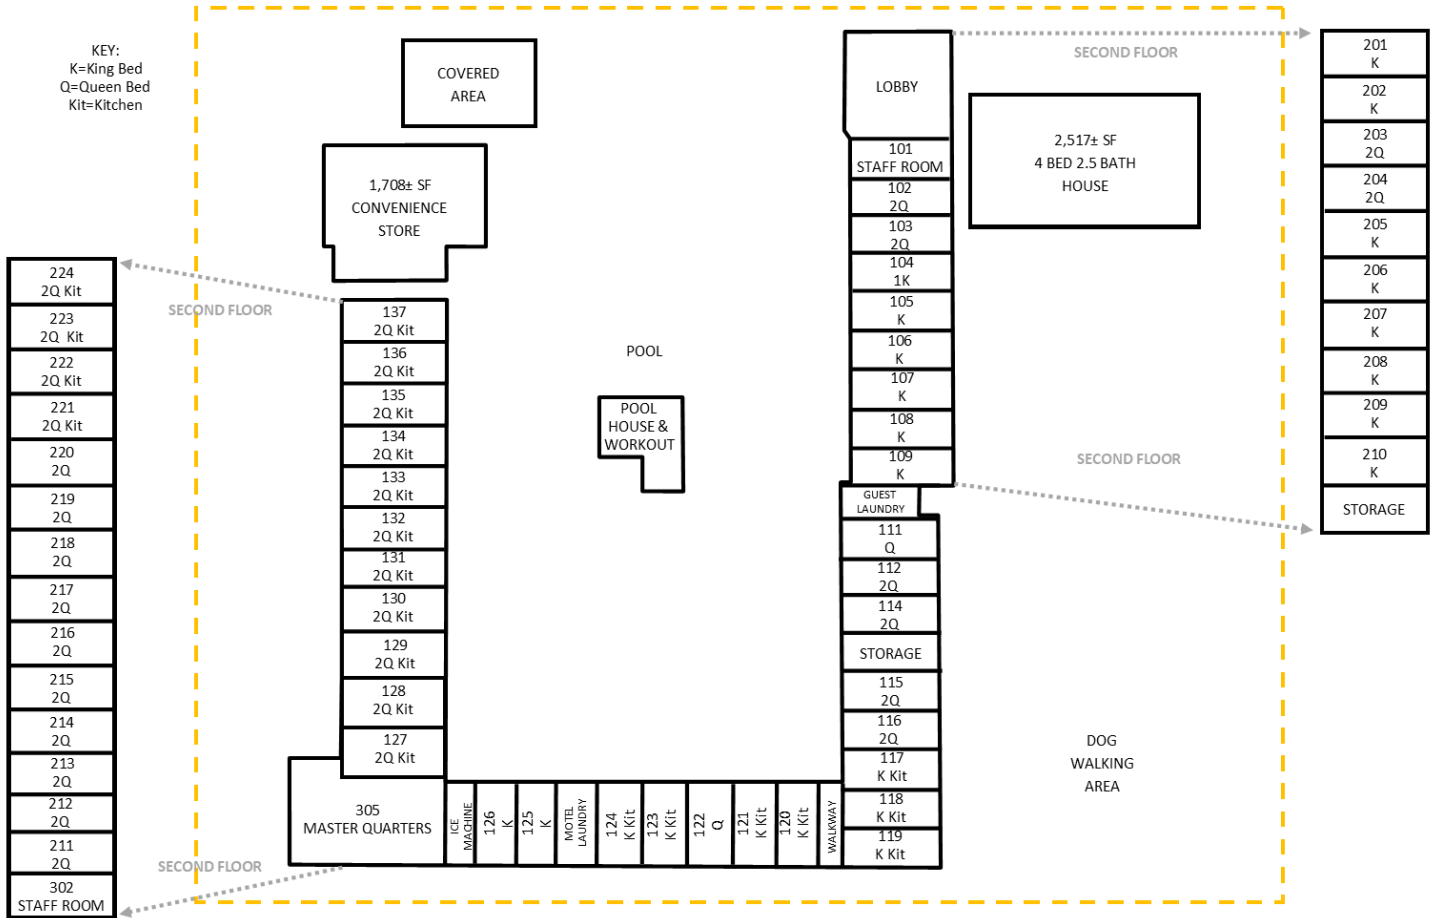 KEY:
K=King Bed
Q=Queen Bed
Kit=Kitchen
COVERED
AREA
1,708± SF
CONVENIENCE
STORE
LOBBY
2,517± SF
4 BED 2.5 BATH
HOUSE
SECOND FLOOR
SECOND FLOOR
SECOND FLOOR
SECOND FLOOR
224
2Q Kit
223
2Q Kit
222
2Q Kit
221
2Q Kit
220
2Q
219
2Q
218
2Q
217
2Q
216
2Q
215
2Q
214
2Q
213
2Q
212
2Q
211
2Q
302
STAFF ROOM
137
2Q Kit
136
2Q Kit
135
2Q Kit
134
2Q Kit
133
2Q Kit
132
2Q Kit
131
2Q Kit
130
2Q Kit
129
2Q Kit
128
2Q Kit
127
2Q Kit
305
MASTER QUARTERS
ICE
MACHINE
126
K
125
K
MOTEL
LAUNDRY
124
K Kit
123
K Kit
122
Q
121
K Kit
120
K Kit
WALKWAY
POOL
POOL
HOUSE &
WORKOUT
101
STAFF ROOM
102
2Q
103
2Q
104
1K
105
K
106
K
107
K
108
K
109
K
GUEST
LAUNDRY
111
Q
112
2Q
114
2Q
STORAGE
115
2Q
116
2Q
117
K Kit
118
K Kit
119
K Kit
DOG
WALKING
AREA
201
K
202
K
203
2Q
204
2Q
205
K
206
K
207
K
208
K
209
K
210
K
STORAGE